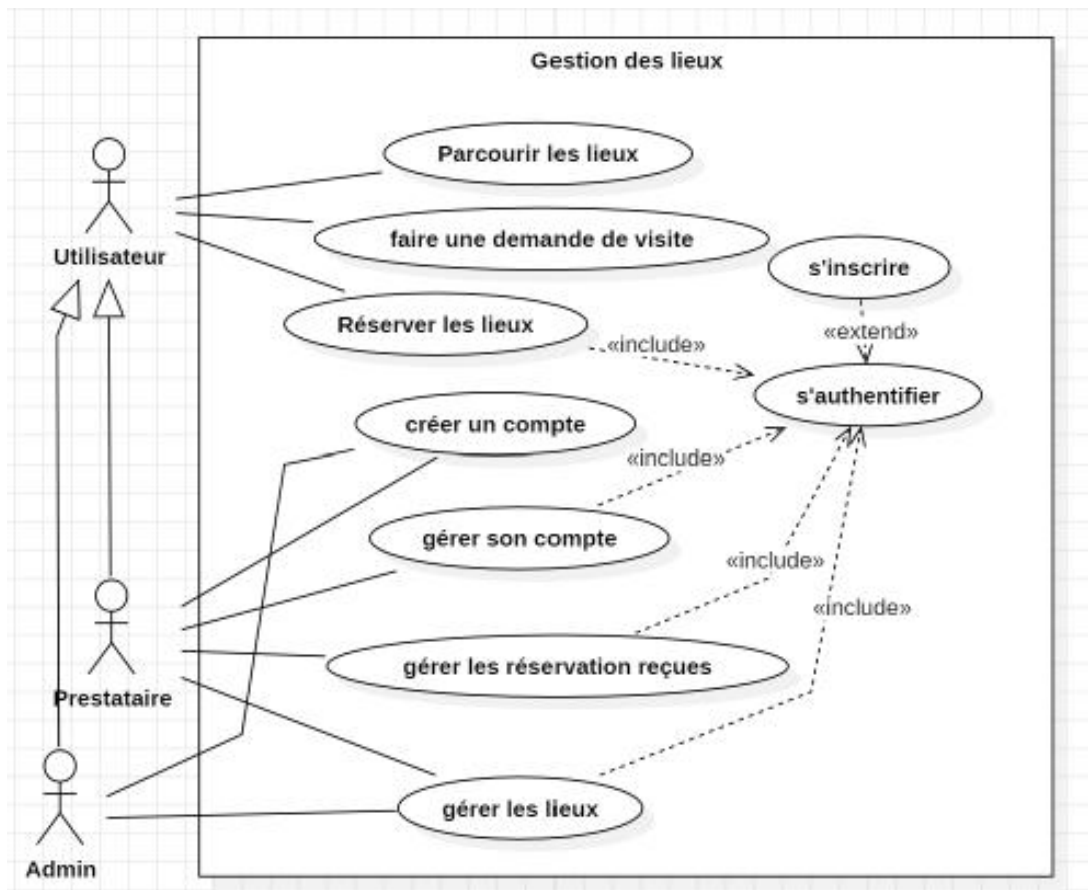 Gestion des lieux
Parcourir les lieux
Utilisateur
faire une demande de visite
s'inscrire
Réserver les lieux
«include»
«extend»
s'authentifier
créer un compte
«include»
gérer son compte
«include»
«include»
gérer les réservation reçues
Prestataire
gérer les lieux
Admin